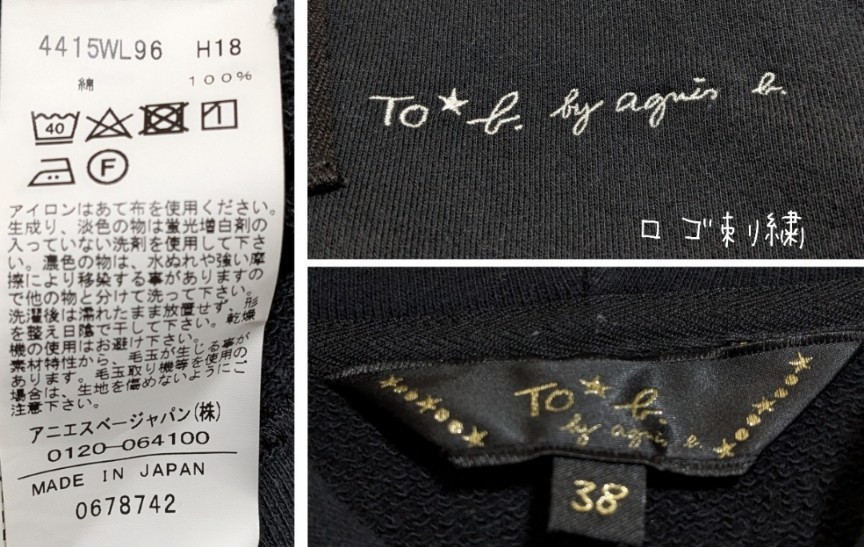 4415WL96 H18
綿 100%
40
F
アイロンはあて布を使用ください。
生成り、淡色の物は蛍光増白剤の
入っていない洗剤を使用して下さ
い。濃色の物は、水ぬれや強い摩
擦により移染する事がありますの
で他の物と分けて洗って下さい。
洗濯後は濡れたまま放置せず、形
を整え日陰で干して下さい。乾燥
機の使用はお避け下さい。
素材特性から、毛玉が生じる事が
あります。毛玉取り機等を使用の
場合は、生地を傷めないようにご
注意下さい。
アニエスベージャパン(株)
0120-064100
MADE IN JAPAN
0678742
TO★b. by agnès b.
ロゴ刺り繍
TO★b.
by agnès b.
38